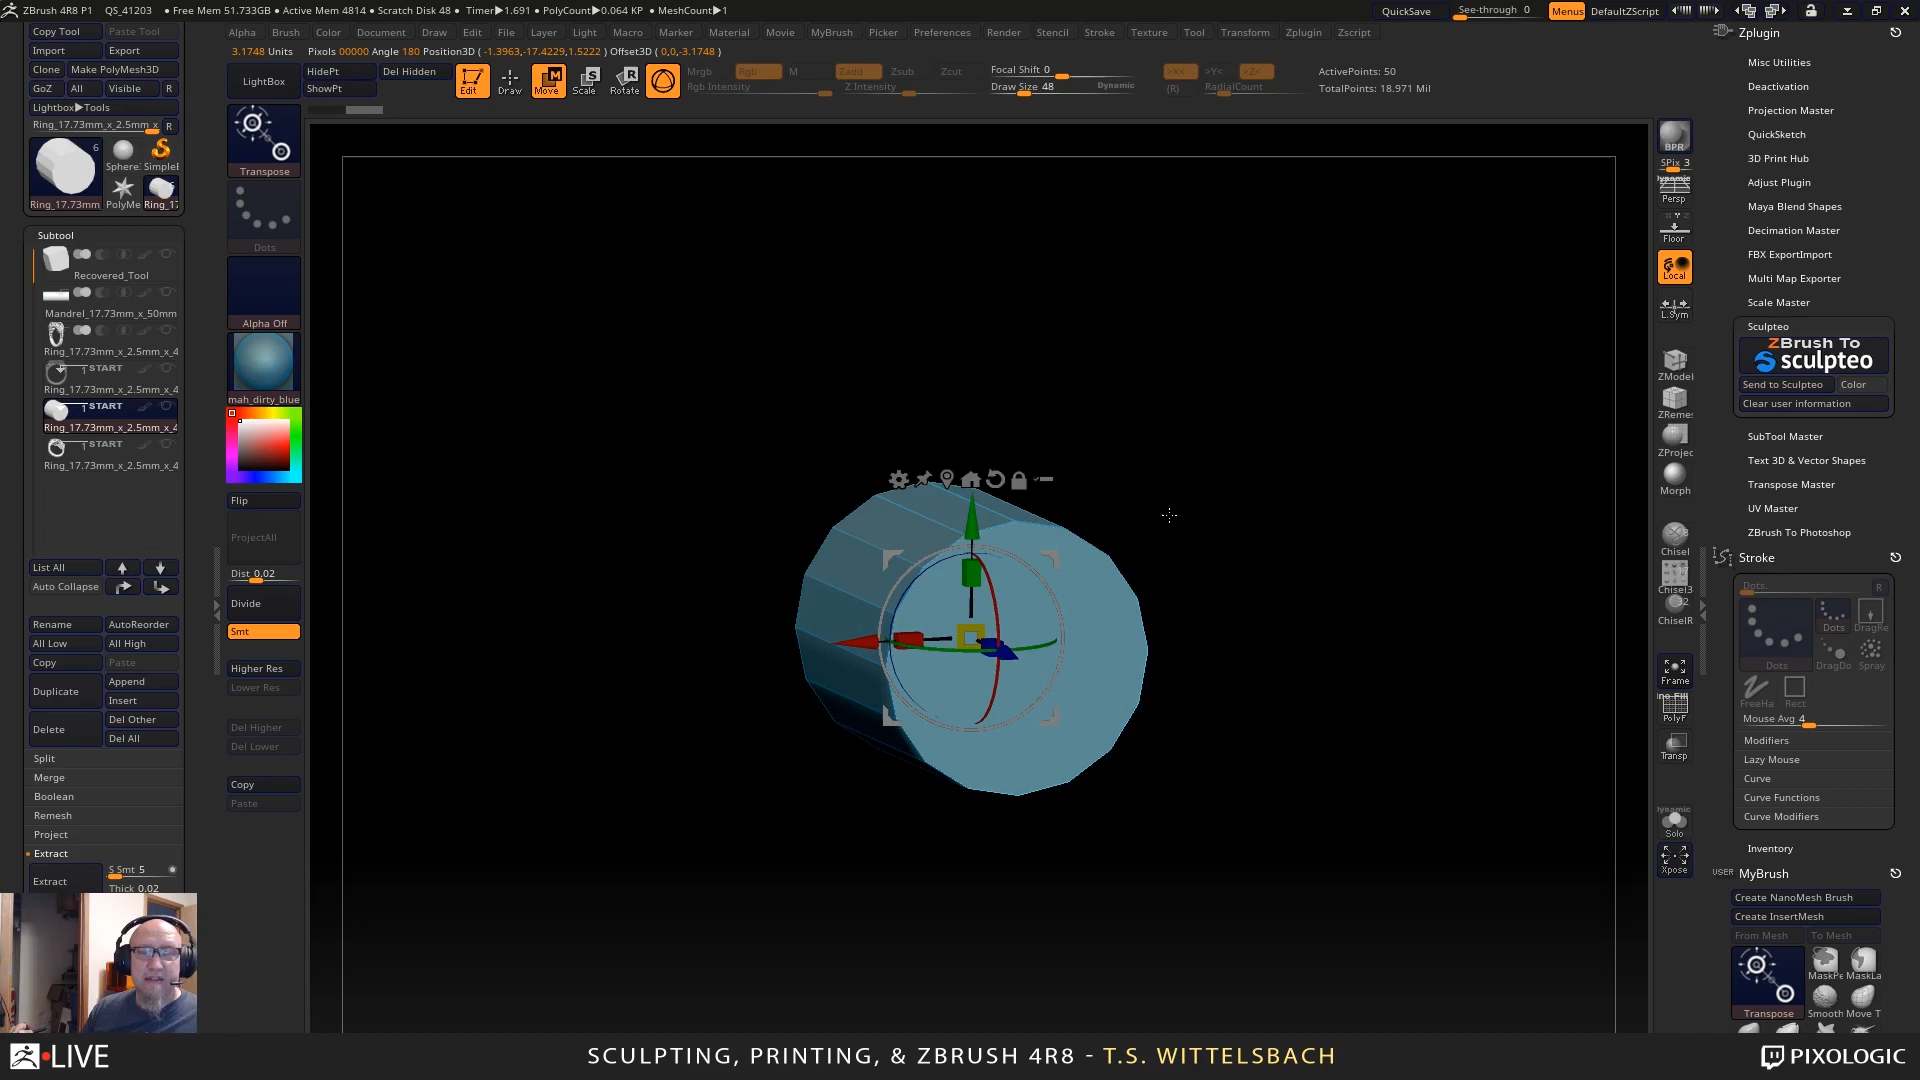 ZBrush 4R8 P1 QS_41203 • Free Mem 51.733GB • Active Mem 4814 • Scratch Disk 48 • Timer▶1.691 • PolyCount▶0.064 KP • MeshCount▶1
QuickSave See-through 0 Menus DefaultZScript
Copy Tool Paste Tool
Import Export
Clone Make PolyMesh3D
GoZ All Visible R
Lightbox▶Tools
Ring_17.73mm_x_2.5mm_x R
6
Sphere. SimpleB
Ring_17.73mm PolyMe Ring_17
Subtool
Recovered_Tool
Mandrel_17.73mm_x_50mm
Ring_17.73mm_x_2.5mm_x_4
START
Ring_17.73mm_x_2.5mm_x_4
START
Ring_17.73mm_x_2.5mm_x_4
START
Ring_17.73mm_x_2.5mm_x_4
List All
Auto Collapse
Rename AutoReorder
All Low All High
Copy Paste
Duplicate Append
Insert
Delete Del Other
Del All
Split
Merge
Boolean
Remesh
Project
Extract
Extract S Smt 5
Thick 0.02
Alpha Brush Color Document Draw Edit File Layer Light Macro Marker Material Movie MyBrush Picker Preferences Render Stencil Stroke Texture Tool Transform Zplugin Zscript
3.1748 Units Pixels 00000 Angle 180 Position3D ( -1.3963,-17.4229,1.5222 ) Offset3D ( 0,0,-3.1748 )
LightBox HidePt Del Hidden
ShowPt
Edit Draw Move Scale Rotate
Mrgb Rgb M Zadd Zsub Zcut
Rgb Intensity Z Intensity
Focal Shift 0
Draw Size 48 Dynamic
>X< >Y< >Z<
(R) RadialCount
ActivePoints: 50
TotalPoints: 18.971 Mil
Transpose
Dots
Alpha Off
mah_dirty_blue
Flip
ProjectAll
Dist 0.02
Divide
Smt
Higher Res
Lower Res
Del Higher
Del Lower
Copy
Paste
BPR
SPix 3
Dynamic
Persp
Floor
Local
L.Sym
ZModel
ZRemes
ZProjec
Morph
Chisel
Chisel3
ChiselR
Frame
PolyF
Transp
Dynamic
Solo
Xpose
Zplugin
Misc Utilities
Deactivation
Projection Master
QuickSketch
3D Print Hub
Adjust Plugin
Maya Blend Shapes
Decimation Master
FBX ExportImport
Multi Map Exporter
Scale Master
Sculpteo
ZBrush To
sculpteo
Send to Sculpteo Color
Clear user information
SubTool Master
Text 3D & Vector Shapes
Transpose Master
UV Master
ZBrush To Photoshop
Stroke
Dots. R
Dots DragRe
Dots DragDo Spray
FreeHa Rect
Mouse Avg 4
Modifiers
Lazy Mouse
Curve
Curve Functions
Curve Modifiers
Inventory
USER MyBrush
Create NanoMesh Brush
Create InsertMesh
From Mesh To Mesh
MaskPe MaskLa
Transpose Smooth Move T
LIVE
SCULPTING, PRINTING, & ZBRUSH 4R8 - T.S. WITTELSBACH
PIXOLOGIC